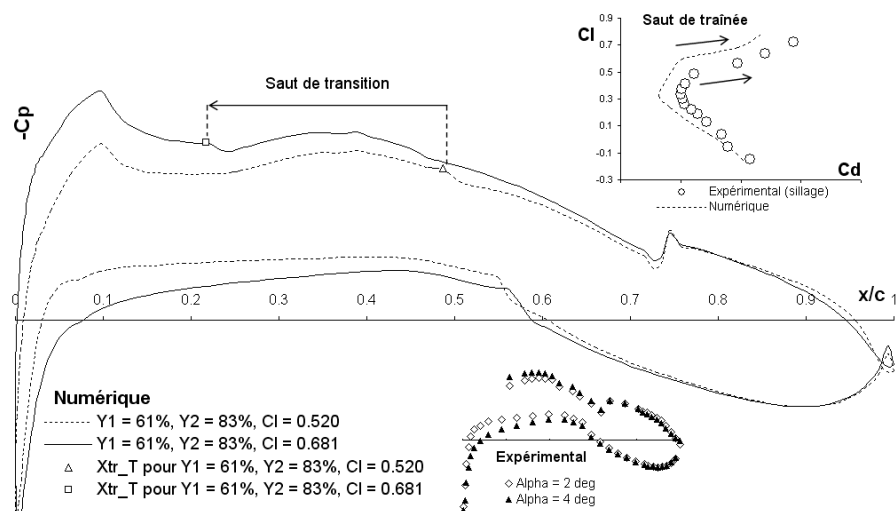 0.9
Saut de traînée
Cl
0.7
0.5
0.3
0.1
-0.1
-0.3
Cd
Expérimental (sillage)
Numérique
-Cp
Saut de transition
0 0.1 0.2 0.3 0.4 0.5 0.6 0.7 0.8 0.9 1
x/c
Numérique
Y1 = 61%, Y2 = 83%, Cl = 0.520
Y1 = 61%, Y2 = 83%, Cl = 0.681
Xtr_T pour Y1 = 61%, Y2 = 83%, Cl = 0.520
Xtr_T pour Y1 = 61%, Y2 = 83%, Cl = 0.681
Expérimental
Alpha = 2 deg
Alpha = 4 deg